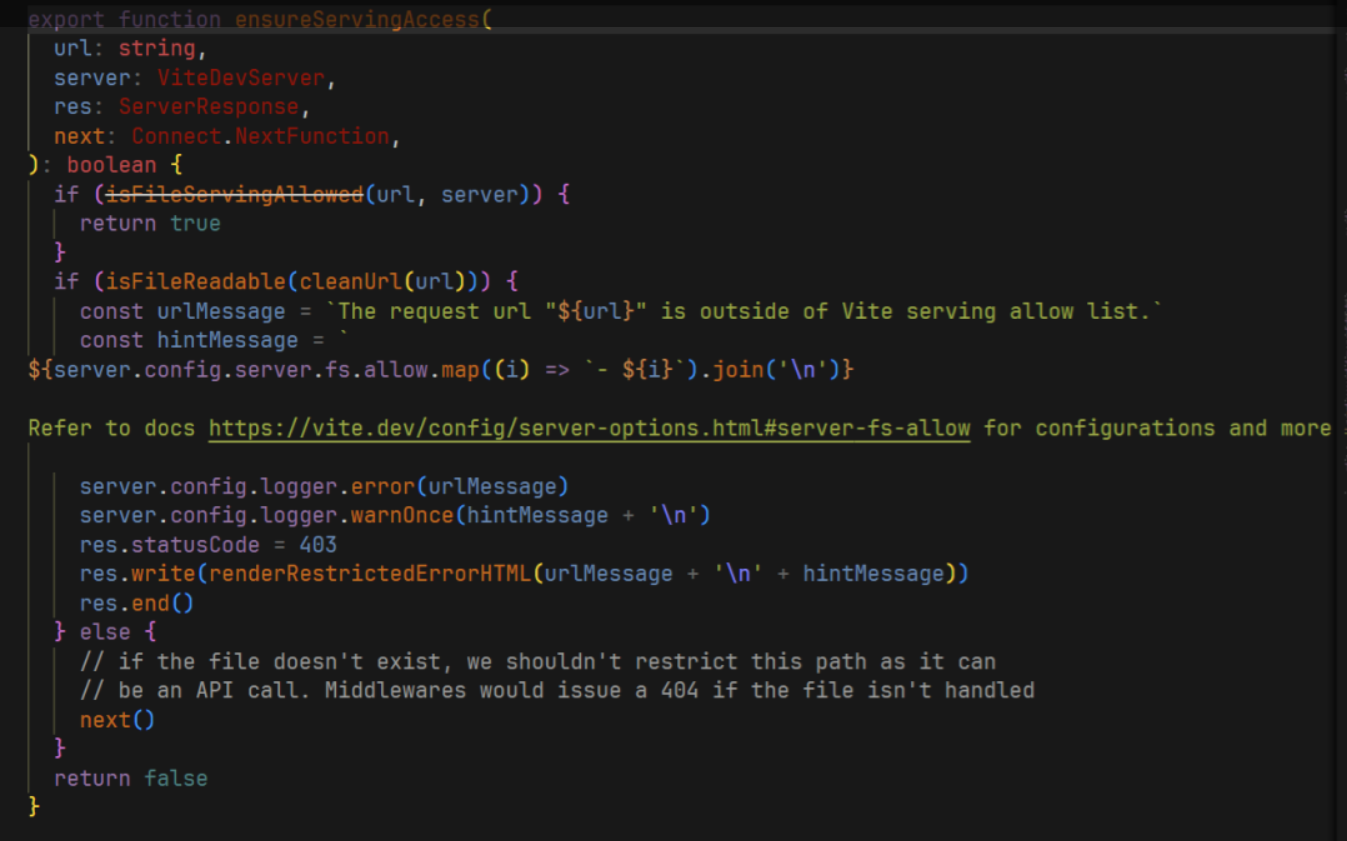 export function ensureServingAccess(
  url: string,
  server: ViteDevServer,
  res: ServerResponse,
  next: Connect.NextFunction,
): boolean {
  if (isFileServingAllowed(url, server)) {
    return true
  }
  if (isFileReadable(cleanUrl(url))) {
    const urlMessage = `The request url "${url}" is outside of Vite serving allow list.`
    const hintMessage = `
${server.config.server.fs.allow.map((i) => `- ${i}`).join('\n')}

Refer to docs https://vite.dev/config/server-options.html#server-fs-allow for configurations and more

    server.config.logger.error(urlMessage)
    server.config.logger.warnOnce(hintMessage + '\n')
    res.statusCode = 403
    res.write(renderRestrictedErrorHTML(urlMessage + '\n' + hintMessage))
    res.end()
  } else {
    // if the file doesn't exist, we shouldn't restrict this path as it can
    // be an API call. Middlewares would issue a 404 if the file isn't handled
    next()
  }
  return false
}